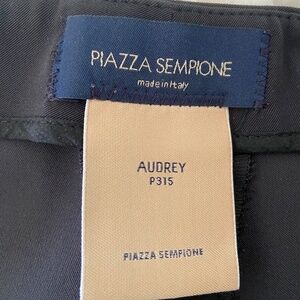 PIAZZA SEMPIONE
made in Italy
AUDREY
P315
PIAZZA SEMPIONE